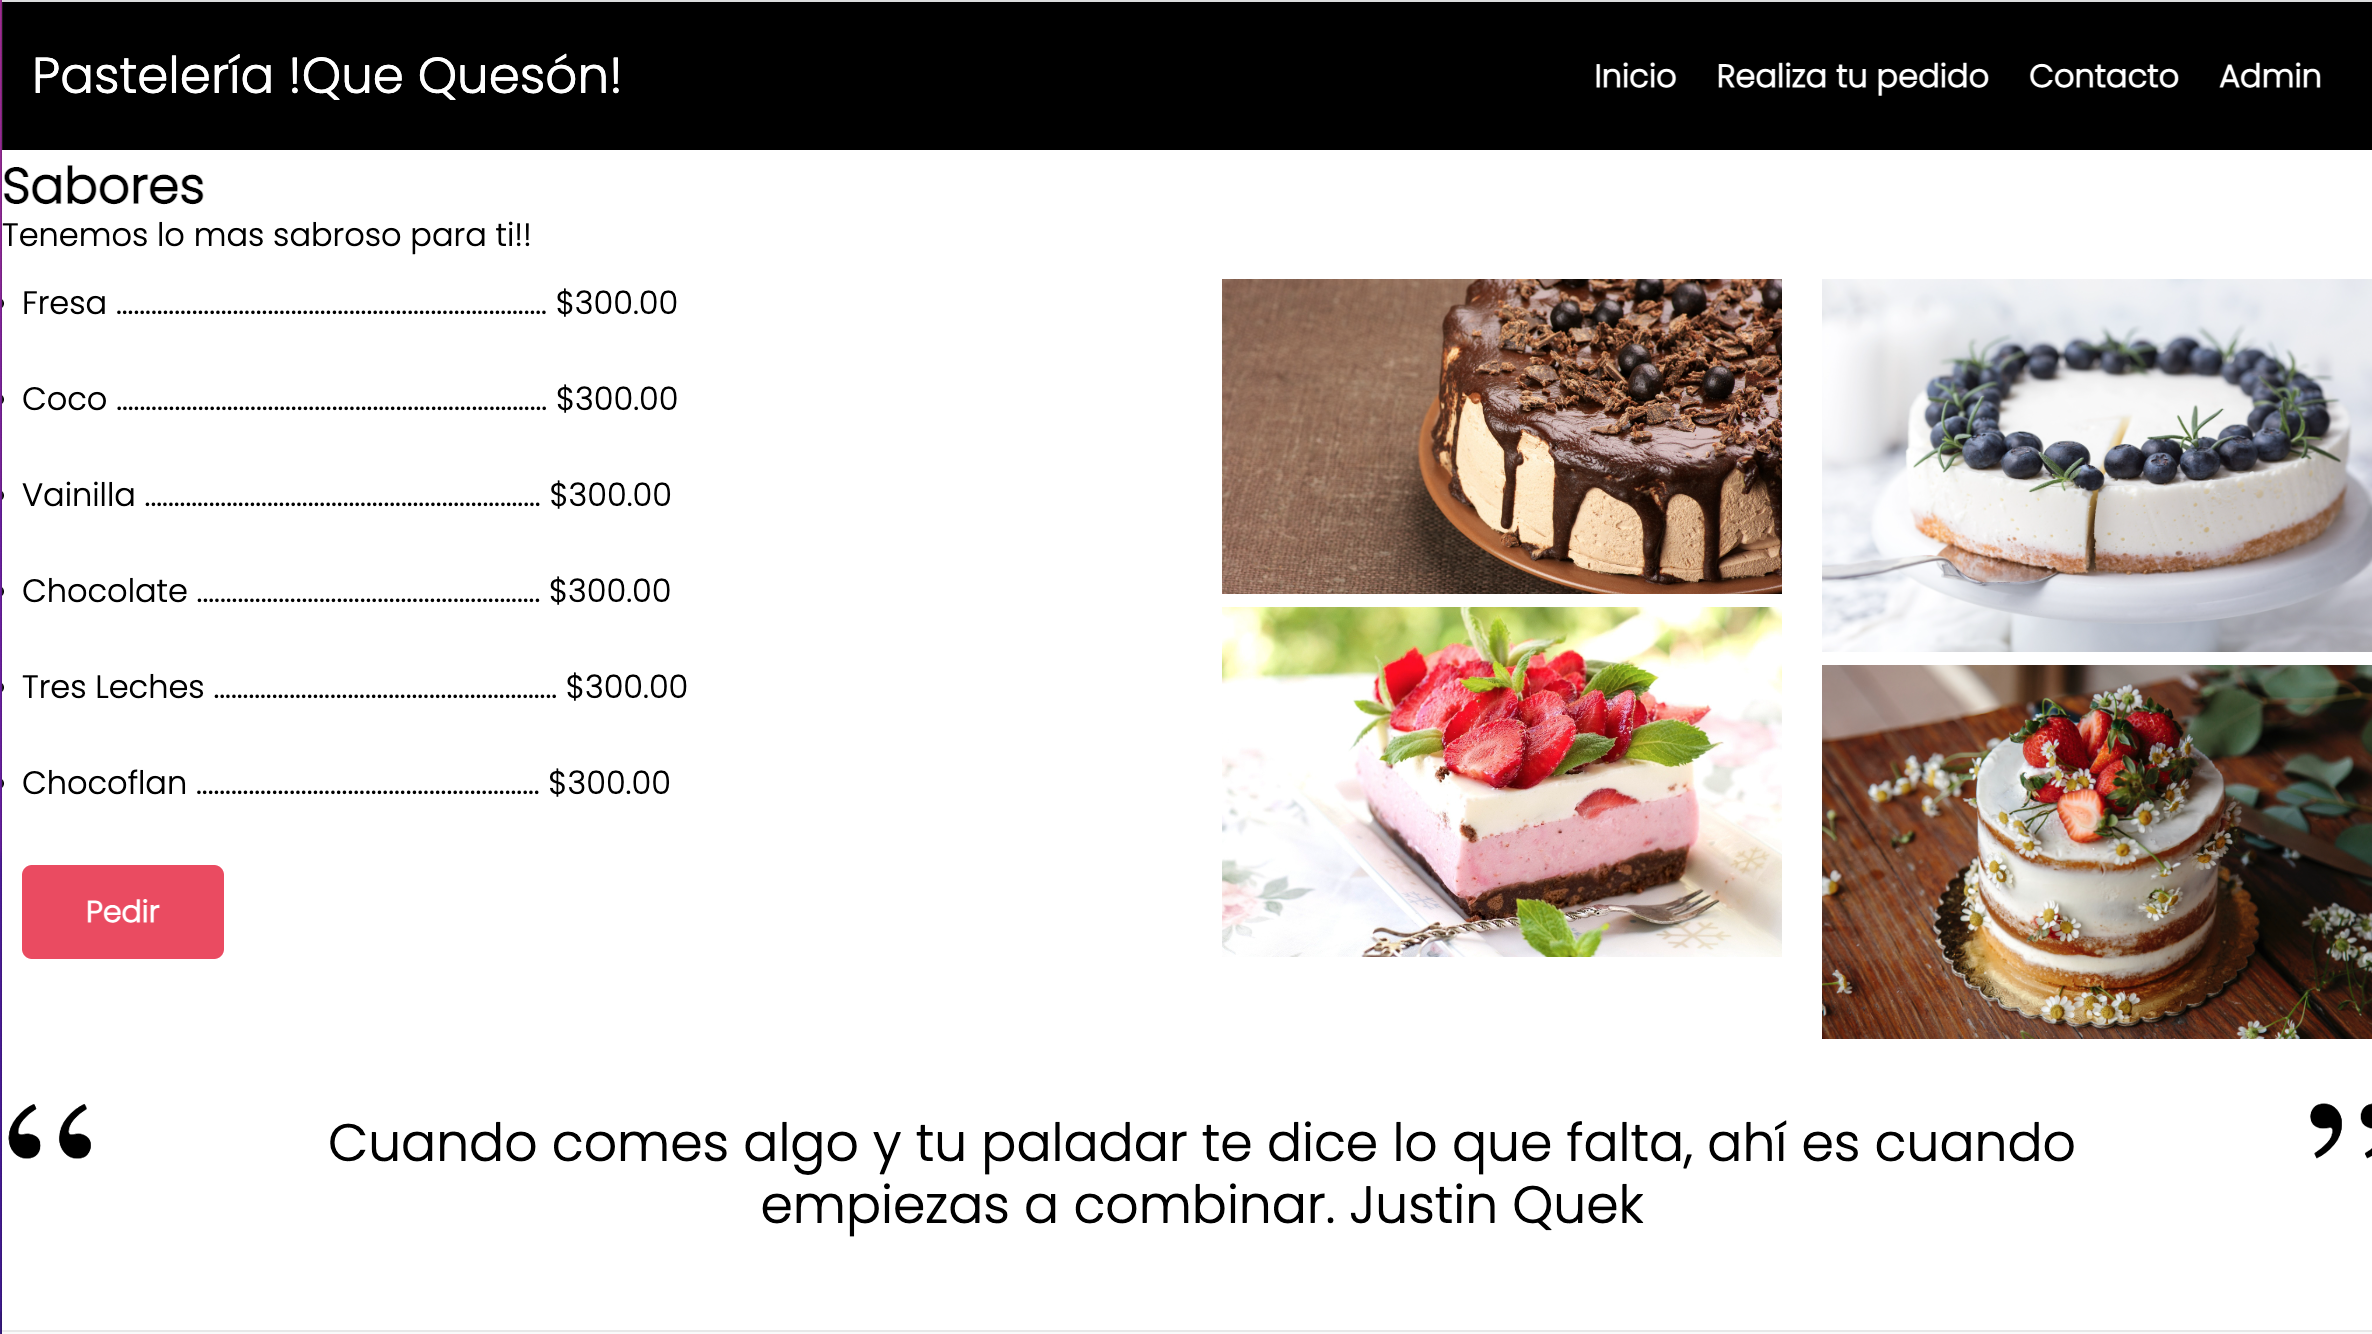 Pastelería !Que Quesón!
Inicio Realiza tu pedido Contacto Admin
Sabores
Tenemos lo mas sabroso para ti!!
Fresa ........................................................................... $300.00
Coco ........................................................................... $300.00
Vainilla ..................................................................... $300.00
Chocolate ............................................................ $300.00
Tres Leches ............................................................ $300.00
Chocoflan ............................................................ $300.00
Pedir
“ Cuando comes algo y tu paladar te dice lo que falta, ahí es cuando ”
empiezas a combinar. Justin Quek